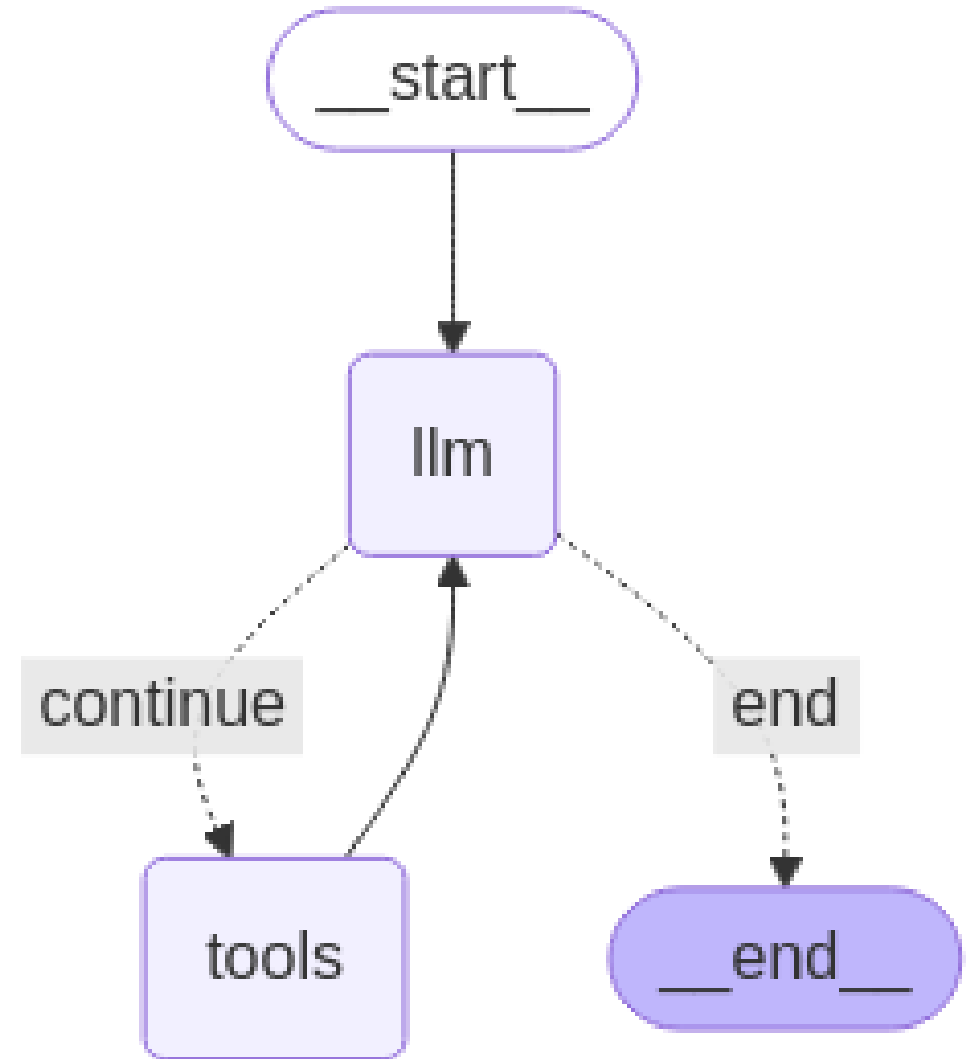 __start__
llm
continue
end
tools
__end__